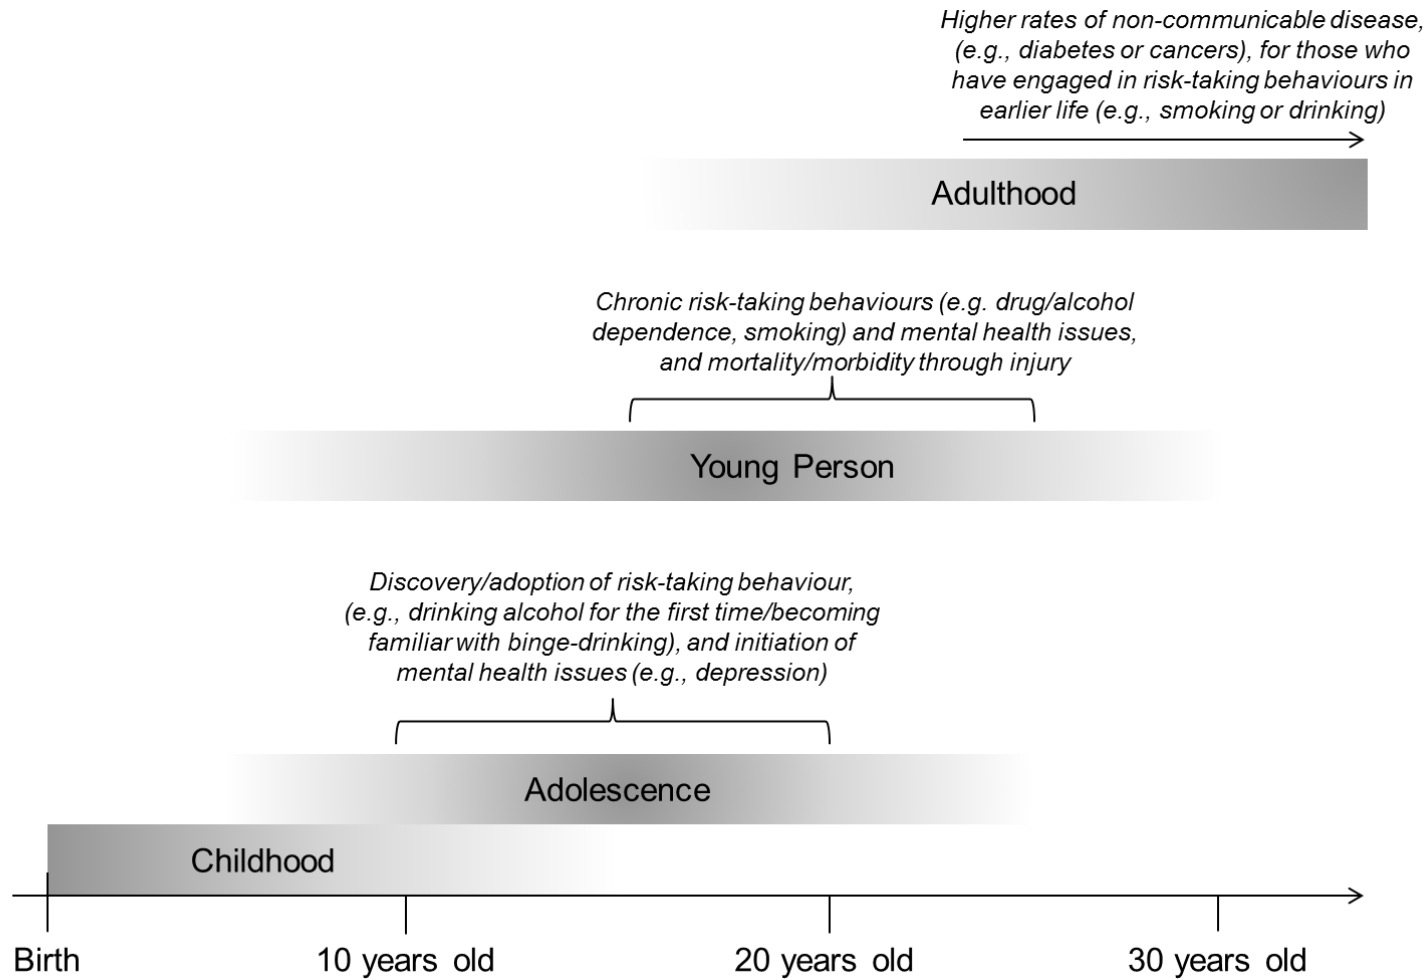 Higher rates of non-communicable disease,
(e.g., diabetes or cancers), for those who
have engaged in risk-taking behaviours in
earlier life (e.g., smoking or drinking)
Adulthood
Chronic risk-taking behaviours (e.g. drug/alcohol
dependence, smoking) and mental health issues,
and mortality/morbidity through injury
Young Person
Discovery/adoption of risk-taking behaviour,
(e.g., drinking alcohol for the first time/becoming
familiar with binge-drinking), and initiation of
mental health issues (e.g., depression)
Adolescence
Childhood
Birth
10 years old
20 years old
30 years old